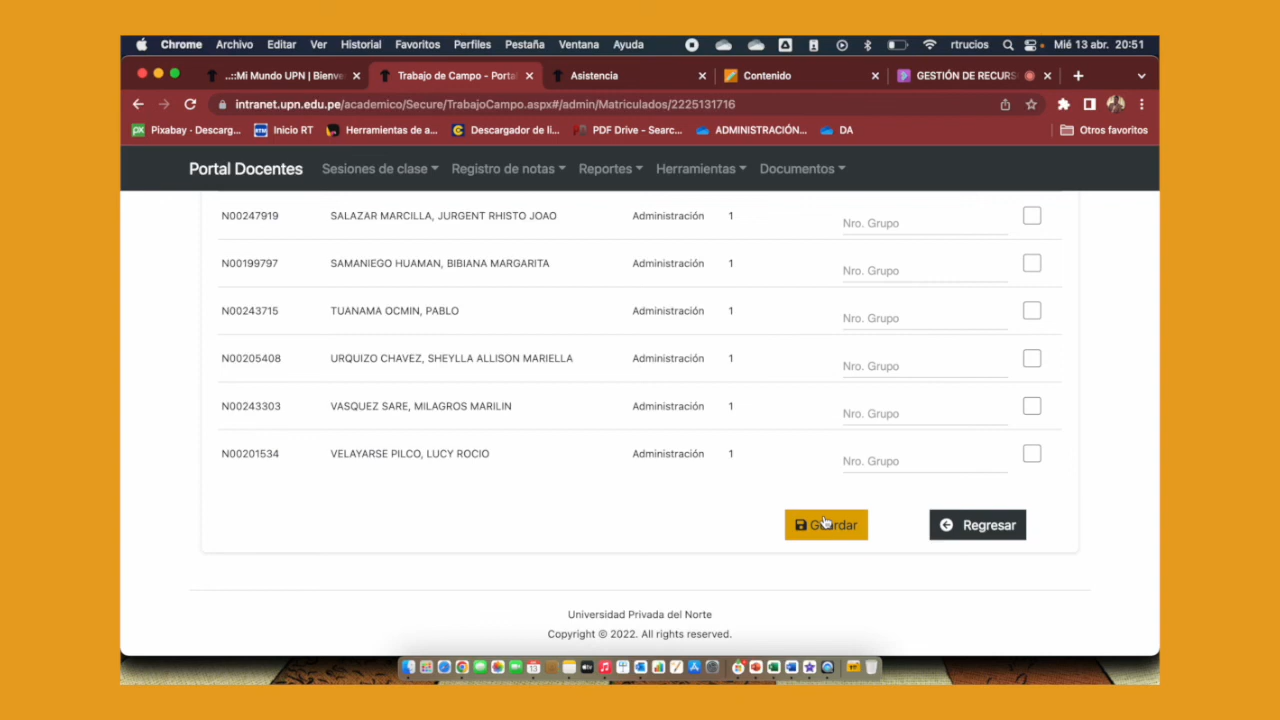 Chrome Archivo Editar Ver Historial Favoritos Perfiles Pestaña Ventana Ayuda rtrucios Mié 13 abr. 20:51
..::Mi Mundo UPN | Bienve Trabajo de Campo - Porta Asistencia Contenido GESTIÓN DE RECURS
intranet.upn.edu.pe/academico/Secure/TrabajoCampo.aspx#/admin/Matriculados/2225131716
Pixabay - Descarg... Inicio RT Herramientas de a... Descargador de li... PDF Drive - Searc... ADMINISTRACIÓN... DA Otros favoritos
Portal Docentes Sesiones de clase Registro de notas Reportes Herramientas Documentos
N00247919 SALAZAR MARCILLA, JURGENT RHISTO JOAO Administración 1 Nro. Grupo
N00199797 SAMANIEGO HUAMAN, BIBIANA MARGARITA Administración 1 Nro. Grupo
N00243715 TUANAMA OCMIN, PABLO Administración 1 Nro. Grupo
N00205408 URQUIZO CHAVEZ, SHEYLLA ALLISON MARIELLA Administración 1 Nro. Grupo
N00243303 VASQUEZ SARE, MILAGROS MARILIN Administración 1 Nro. Grupo
N00201534 VELAYARSE PILCO, LUCY ROCIO Administración 1 Nro. Grupo
Guardar Regresar
Universidad Privada del Norte
Copyright © 2022. All rights reserved.